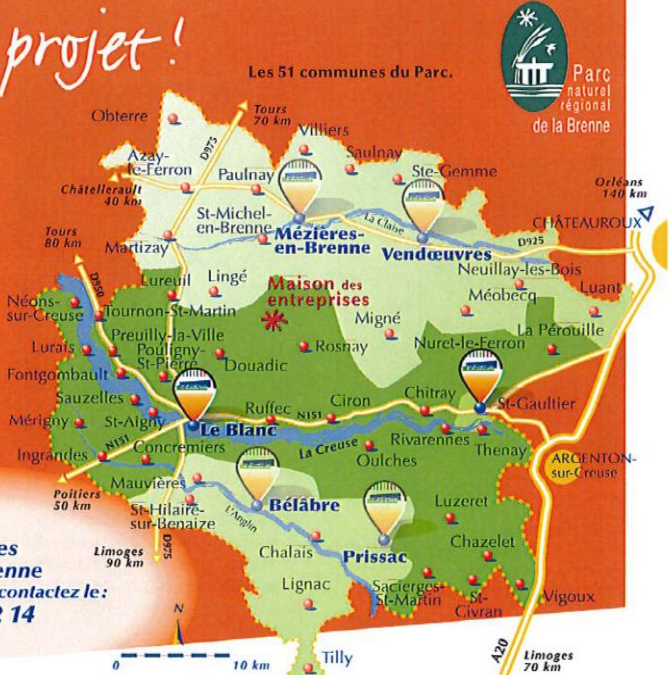 projet !
Les 51 communes du Parc.
Parc
naturel
régional
de la Brenne
Obterre
Tours
70 km
D975
Villiers
Azay-
le-Ferron
Paulnay
Saulnay
Ste-Gemme
Châtellerault
40 km
Orléans
140 km
St-Michel-
en-Brenne
Mézières-
en-Brenne
La Claise
Vendœuvres
CHÂTEAUROUX
D925
Tours
80 km
Martizay
Neuillay-les-Bois
D950
Lureuil
Lingé
Maison des
entreprises
Méobecq
Luant
Néons-
sur-Creuse
Tournon-St-Martin
Migné
La Pérouille
Preuilly-la-Ville
Lurais
Pouligny-
St-Pierre
Douadic
Rosnay
Nuret-le-Ferron
Fontgombault
Sauzelles
Ruffec
Ciron
Chitray
St-Gaultier
Mérigny
St-Aigny
Le Blanc
N151
Ingrandes
N151
Concremiers
La Creuse
Oulches
Rivarennes
Thenay
ARGENTON-
sur-Creuse
Poitiers
50 km
Mauvières
Bélâbre
St-Hilaire-
sur-Benaize
L'Anglin
Luzeret
Limoges
90 km
D975
Chalais
Prissac
Chazelet
es
enne
contactez le :
2 14
Lignac
Sacierges-
St-Martin
St-
Civran
Vigoux
N
0
10 km
Tilly
A20
Limoges
70 km